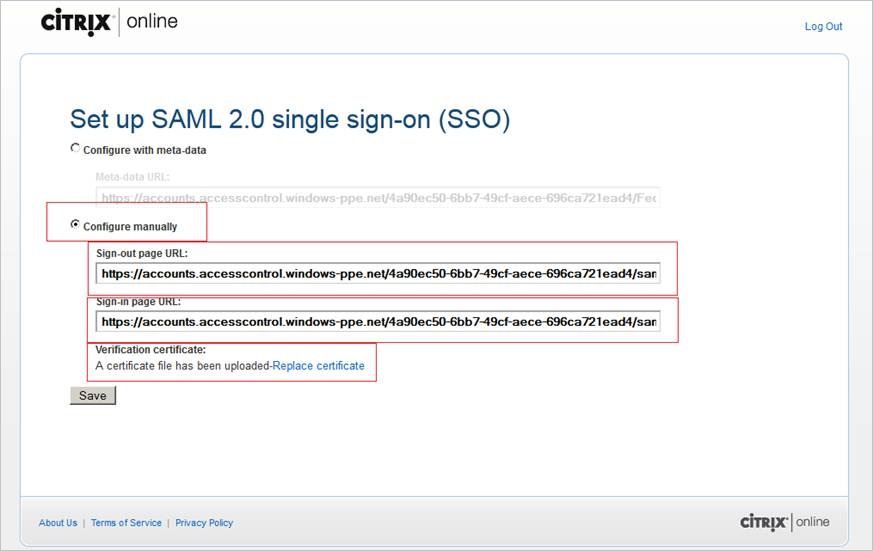 CİTRIX online
Log Out
Set up SAML 2.0 single sign-on (SSO)
Configure with meta-data
Meta-data URL:
https://accounts.accesscontrol.windows-ppe.net/4a90ec50-6bb7-49cf-aece-696ca721ead4/Fec
Configure manually
Sign-out page URL:
https://accounts.accesscontrol.windows-ppe.net/4a90ec50-6bb7-49cf-aece-696ca721ead4/san
Sign-in page URL:
https://accounts.accesscontrol.windows-ppe.net/4a90ec50-6bb7-49cf-aece-696ca721ead4/san
Verification certificate:
A certificate file has been uploaded-Replace certificate
Save
About Us | Terms of Service | Privacy Policy
CİTRIX online